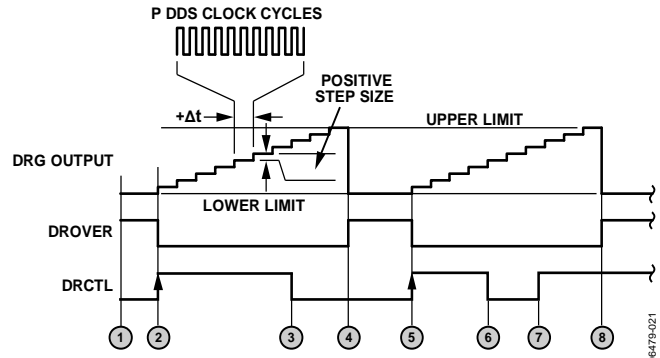 P DDS CLOCK CYCLES
POSITIVE
STEP SIZE
+Δt
UPPER LIMIT
DRG OUTPUT
LOWER LIMIT
DROVER
DRCTL
1 2 3 4 5 6 7 8
6479-021